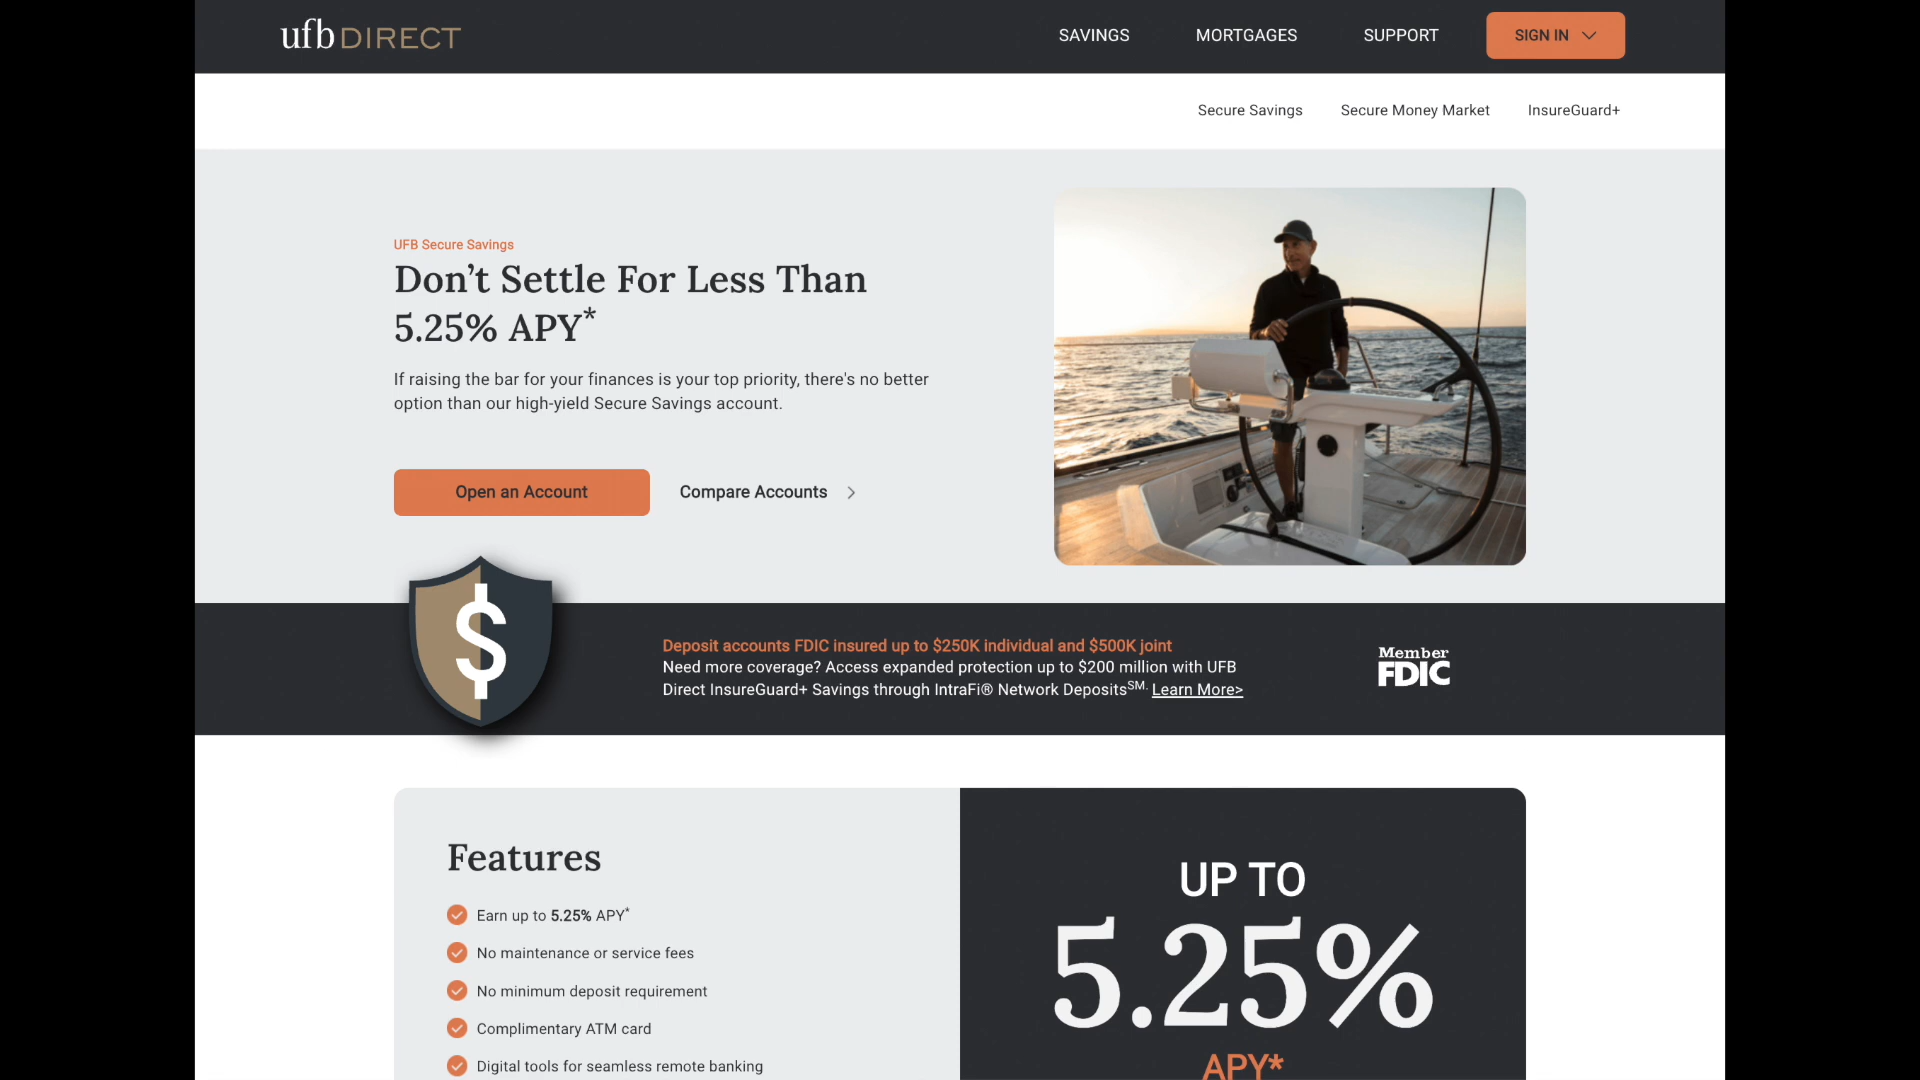 ufb DIRECT
SAVINGS
MORTGAGES
SUPPORT
SIGN IN
Secure Savings
Secure Money Market
InsureGuard+
UFB Secure Savings
Don’t Settle For Less Than
5.25% APY*
If raising the bar for your finances is your top priority, there's no better
option than our high-yield Secure Savings account.
Open an Account
Compare Accounts
$
Deposit accounts FDIC insured up to $250K individual and $500K joint
Need more coverage? Access expanded protection up to $200 million with UFB
Direct InsureGuard+ Savings through IntraFi® Network DepositsSM. Learn More>
Member
FDIC
Features
Earn up to 5.25% APY*
No maintenance or service fees
No minimum deposit requirement
Complimentary ATM card
Digital tools for seamless remote banking
UP TO
5.25%
APY*